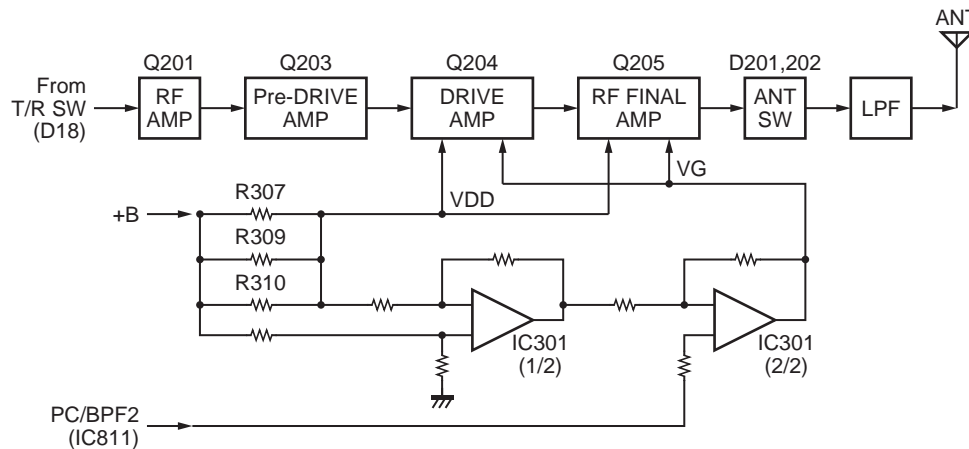 ANT
Q201
Q203
Q204
Q205
D201,202
From
T/R SW
(D18)
RF
AMP
Pre-DRIVE
AMP
DRIVE
AMP
RF FINAL
AMP
ANT
SW
LPF
VG
VDD
+B
R307
R309
R310
IC301
(1/2)
IC301
(2/2)
PC/BPF2
(IC811)